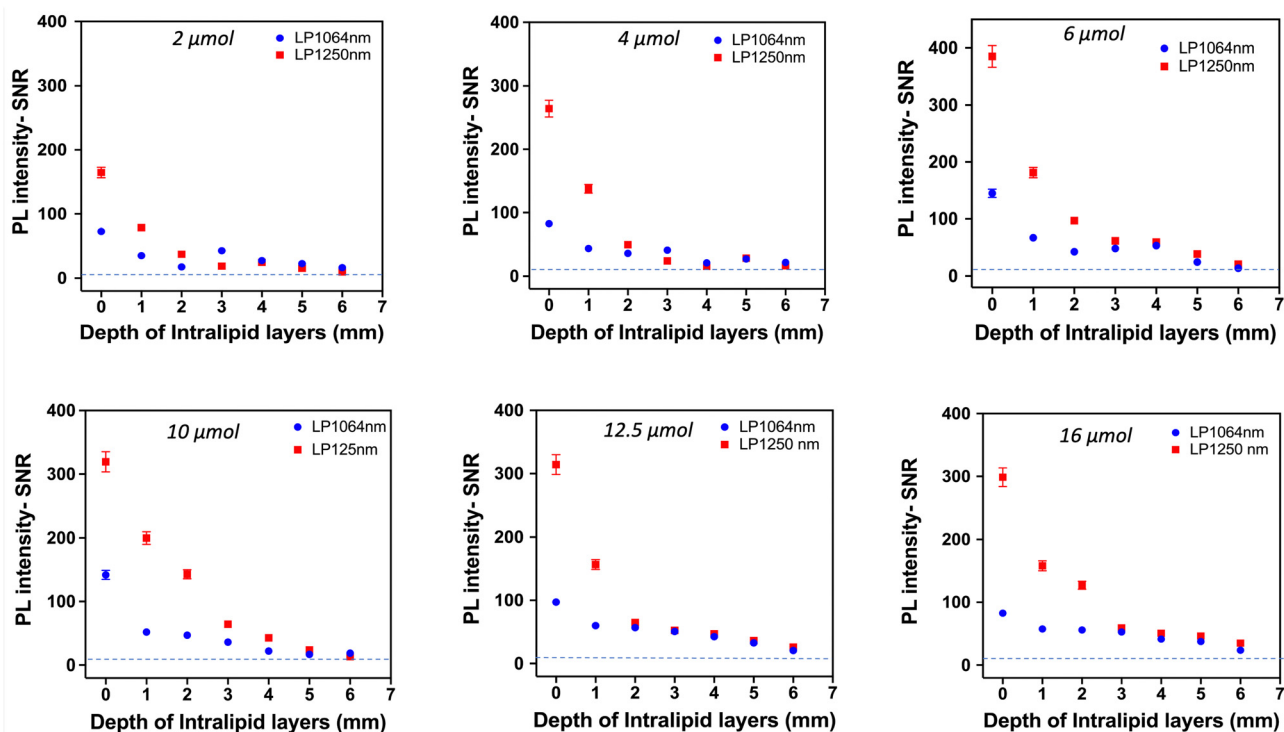 2 μmol
LP1064nm
LP1250nm
PL intensity- SNR
400
300
200
100
0
0 1 2 3 4 5 6 7
Depth of Intralipid layers (mm)
4 μmol
LP1064nm
LP1250nm
PL intensity- SNR
400
300
200
100
0
0 1 2 3 4 5 6 7
Depth of Intralipid layers (mm)
6 μmol
LP1064nm
LP1250nm
PL intensity- SNR
400
300
200
100
0
0 1 2 3 4 5 6 7
Depth of Intralipid layers (mm)
10 μmol
LP1064nm
LP125nm
PL intensity- SNR
400
300
200
100
0
0 1 2 3 4 5 6 7
Depth of Intralipid layers (mm)
12.5 μmol
LP1064nm
LP1250 nm
PL intensity- SNR
400
300
200
100
0
0 1 2 3 4 5 6 7
Depth of Intralipid layers (mm)
16 μmol
LP1064nm
LP1250 nm
PL intensity- SNR
400
300
200
100
0
0 1 2 3 4 5 6 7
Depth of Intralipid layers (mm)